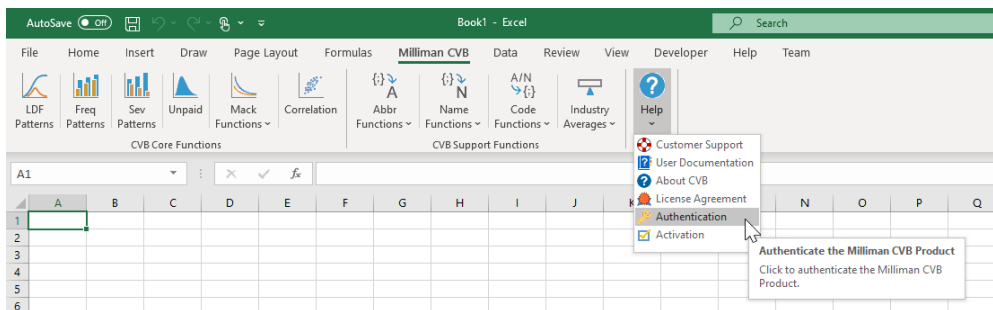 AutoSave Off Book1 - Excel Search
File Home Insert Draw Page Layout Formulas Milliman CVB Data Review View Developer Help Team
LDF Patterns
Freq Patterns
Sev Patterns
Unpaid
Mack Functions
Correlation
CVB Core Functions
{;} A
Abbr Functions
{;} N
Name Functions
A/N {;}
Code Functions
Industry Averages
CVB Support Functions
? Help
Customer Support
? User Documentation
? About CVB
License Agreement
Authentication
Activation
Authenticate the Milliman CVB Product
Click to authenticate the Milliman CVB
Product.
A1 fx
A B C D E F G H I J K N O P Q
1
2
3
4
5
6